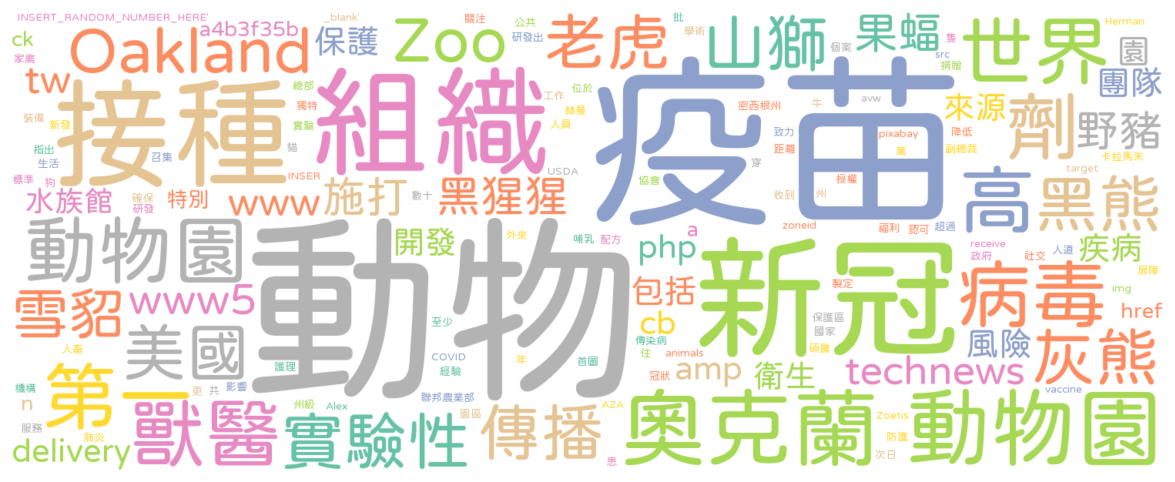 INSERT_RANDOM_NUMBER_HERE'
a4b3f35b
_blank'
關注
公共
批
Herman
ck
Oakland
保護
Zoo
研發出
老虎
山獅
學術
果蝠
個案
隻
世界
園
家禽
tw
接種
總部
獨特
組織
工作
位於
疫苗
src
捐贈
來源
團隊
劑
野豬
裝備
新發
實驗
赫曼
人員
密西根州
牛
avw
pixabay
降低
副總裁
卡拉馬朱
指出
生活
召集
貓
致力
距離
萬
穿
target
標準
狗
INSER
USDA
協會
授權
高
黑熊
水族館
確保
研發
特別
www
施打
數十
黑猩猩
收到
州
zoneid
福利
認可
超過
動物園
動物
開發
外來
哺乳
配方
php
a
新冠
receive
政府
社交
人道
疾病
屏障
雪貂
www5
包括
製定
病毒
img
href
美國
至少
cb
保護區
國家
風險
灰熊
人畜
護理
COVID
經驗
年
首圖
傳染病
住
animals
碩騰
冠狀
amp
衛生
technews
vaccine
機構
第一
更
共
影響
聯邦農業部
n
服務
肺炎
獸醫
州級
Alex
園區
AZA
傳播
奧克蘭
Zoetis
防護
動物園
delivery
實驗性
患
次日